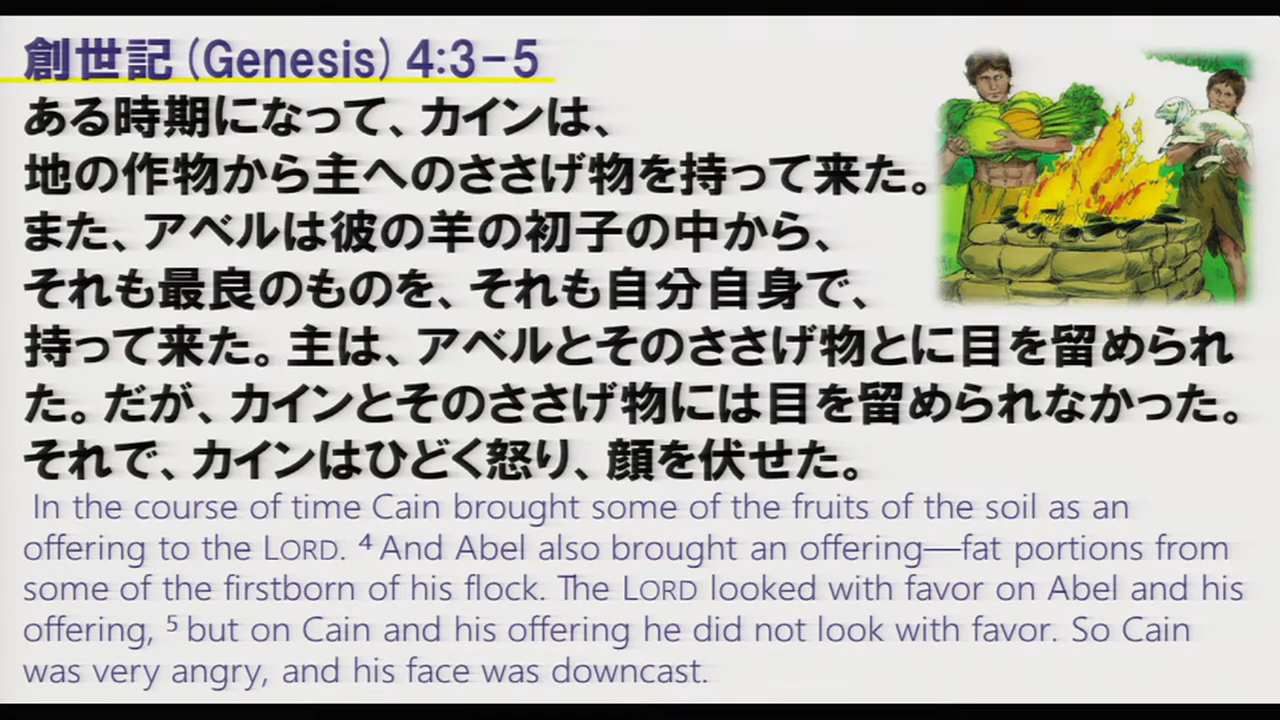 創世記 (Genesis) 4:3-5
ある時期になって、カインは、
地の作物から主へのささげ物を持って来た。
また、アベルは彼の羊の初子の中から、
それも最良のものを、それも自分自身で、
持って来た。主は、アベルとそのささげ物とに目を留められ
た。だが、カインとそのささげ物には目を留められなかった。
それで、カインはひどく怒り、顔を伏せた。
In the course of time Cain brought some of the fruits of the soil as an
offering to the LORD. ⁴ And Abel also brought an offering—fat portions from
some of the firstborn of his flock. The LORD looked with favor on Abel and his
offering, ⁵ but on Cain and his offering he did not look with favor. So Cain
was very angry, and his face was downcast.